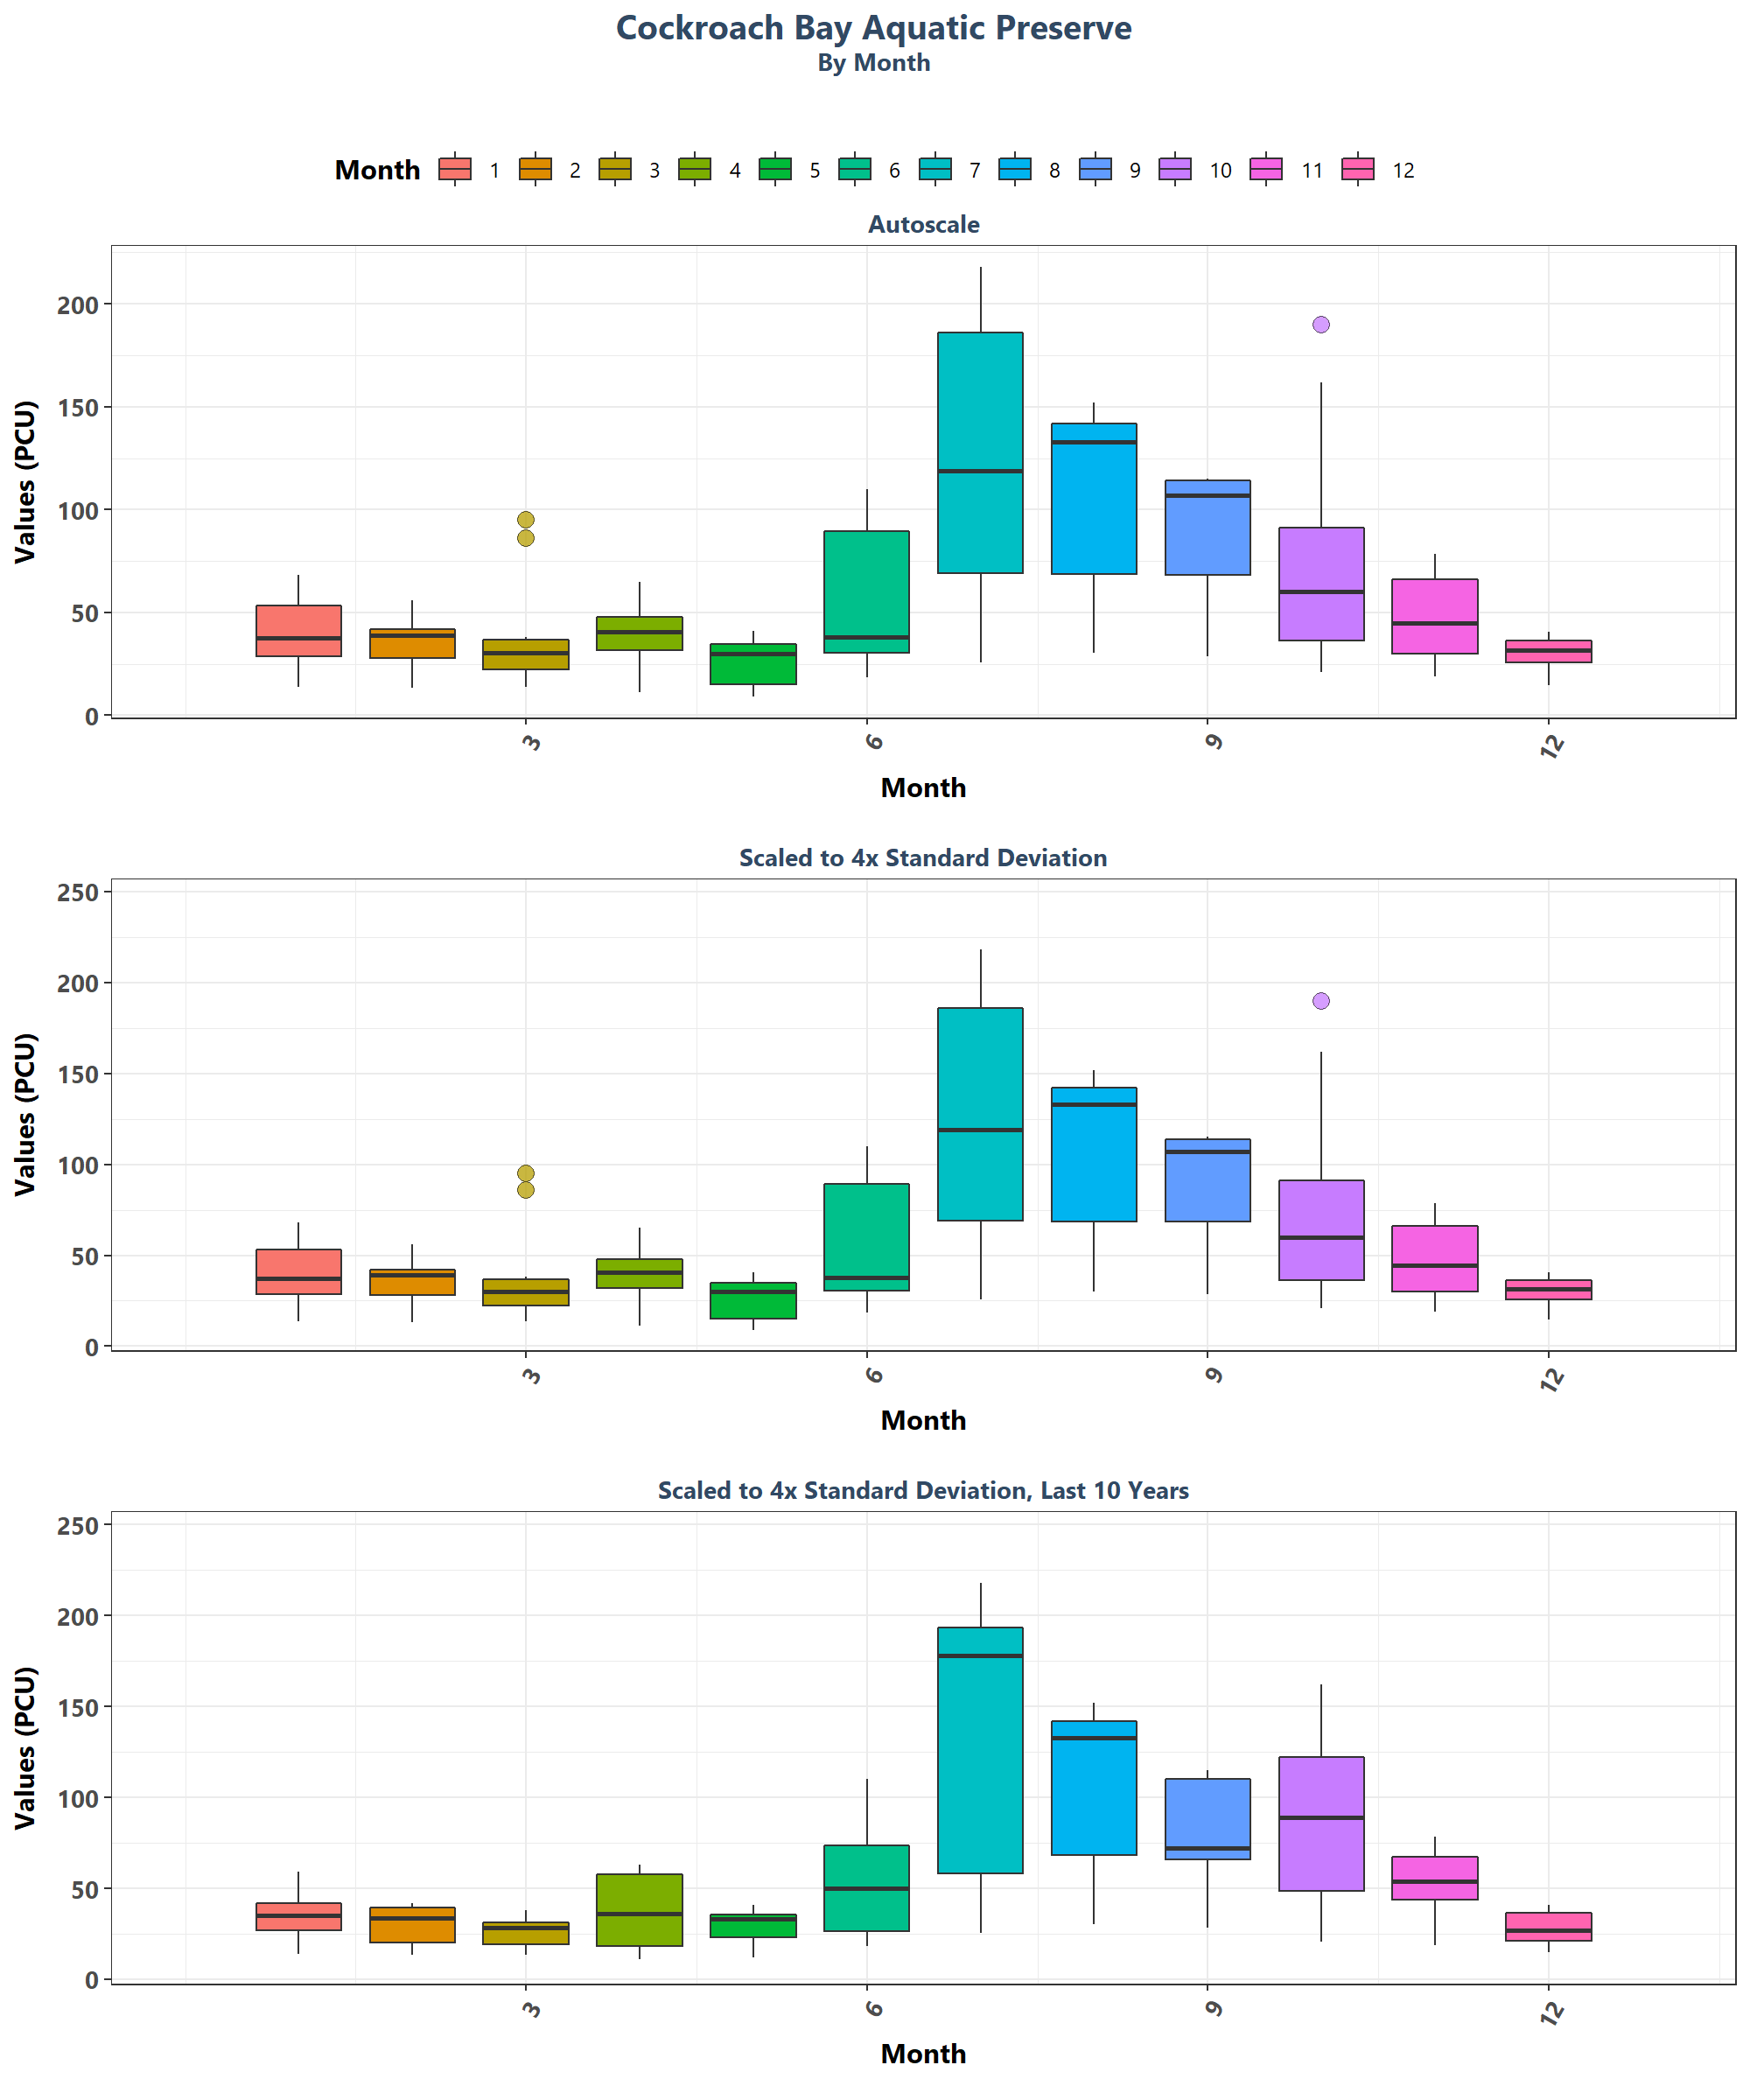 Cockroach Bay Aquatic Preserve
By Month
Month 1 2 3 4 5 6 7 8 9 10 11 12
Autoscale
Values (PCU)
200
150
100
50
0
3 6 9 12
Month
Scaled to 4x Standard Deviation
Values (PCU)
250
200
150
100
50
0
3 6 9 12
Month
Scaled to 4x Standard Deviation, Last 10 Years
Values (PCU)
250
200
150
100
50
0
3 6 9 12
Month